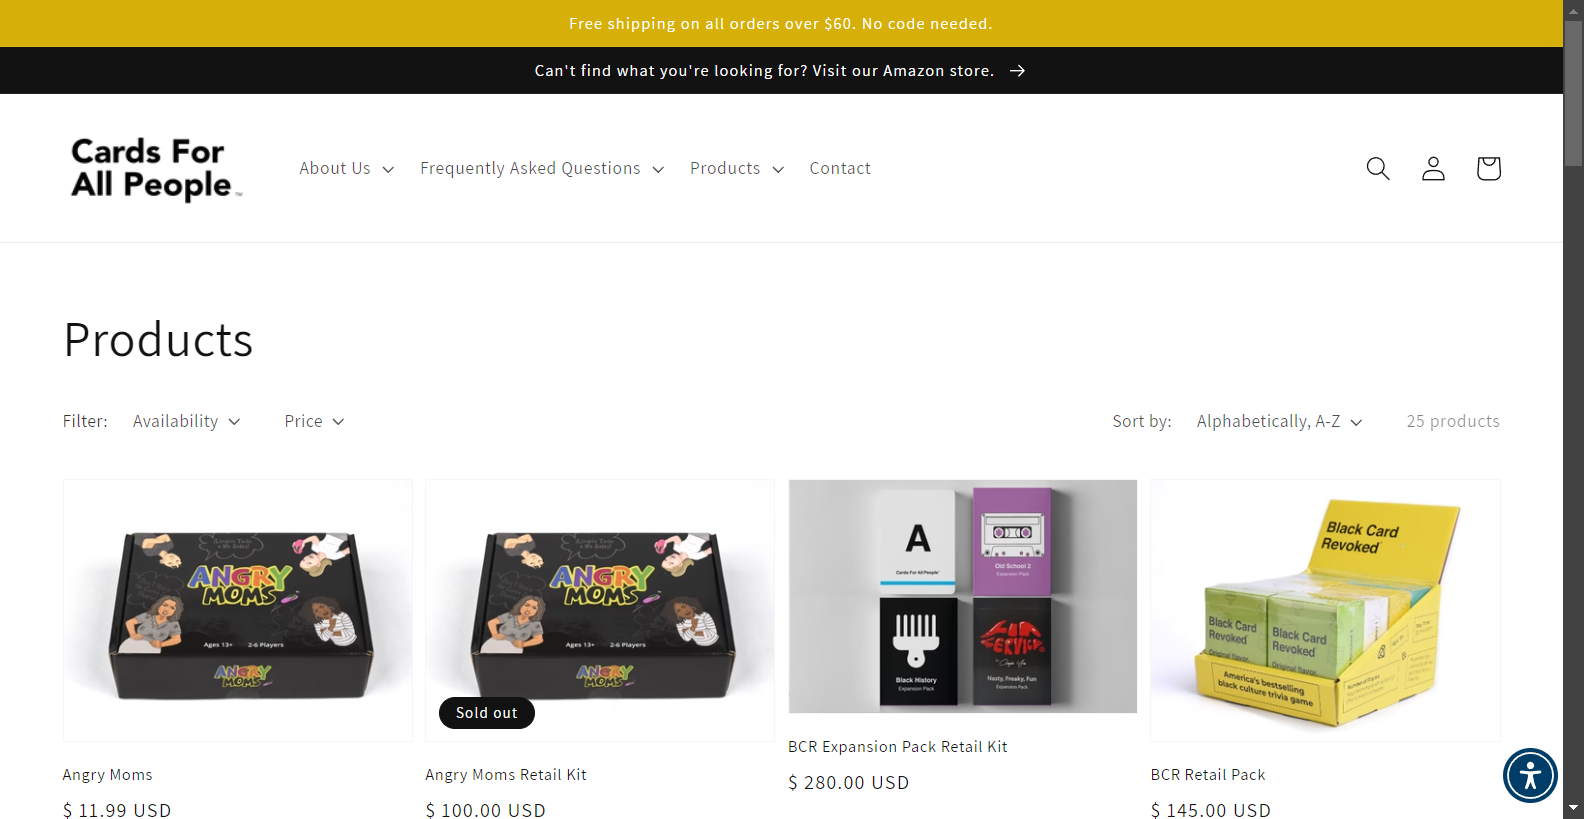 Free shipping on all orders over $60. No code needed.
Can't find what you're looking for? Visit our Amazon store.
Cards For
All People
About Us
Frequently Asked Questions
Products
Contact
Products
Filter:
Availability
Price
Sort by:
Alphabetically, A-Z
25 products
ANGRY
MOMS
Ages 13+
2-6 Players
ANGRY
MOMS
Angry Moms
$ 11.99 USD
ANGRY
MOMS
Ages 13+
2-6 Players
ANGRY
MOMS
Sold out
Angry Moms Retail Kit
$ 100.00 USD
A
Cards For All People
Old School 2
Expansion Pack
Black History
Expansion Pack
LIP
SERVICE
Nasty, Freaky, Fun
Expansion Pack
BCR Expansion Pack Retail Kit
$ 280.00 USD
Black Card
Revoked
Black Card
Revoked
Original flavor.
Black Card
Revoked
Original flavor.
America's bestselling
black culture trivia game
BCR Retail Pack
$ 145.00 USD